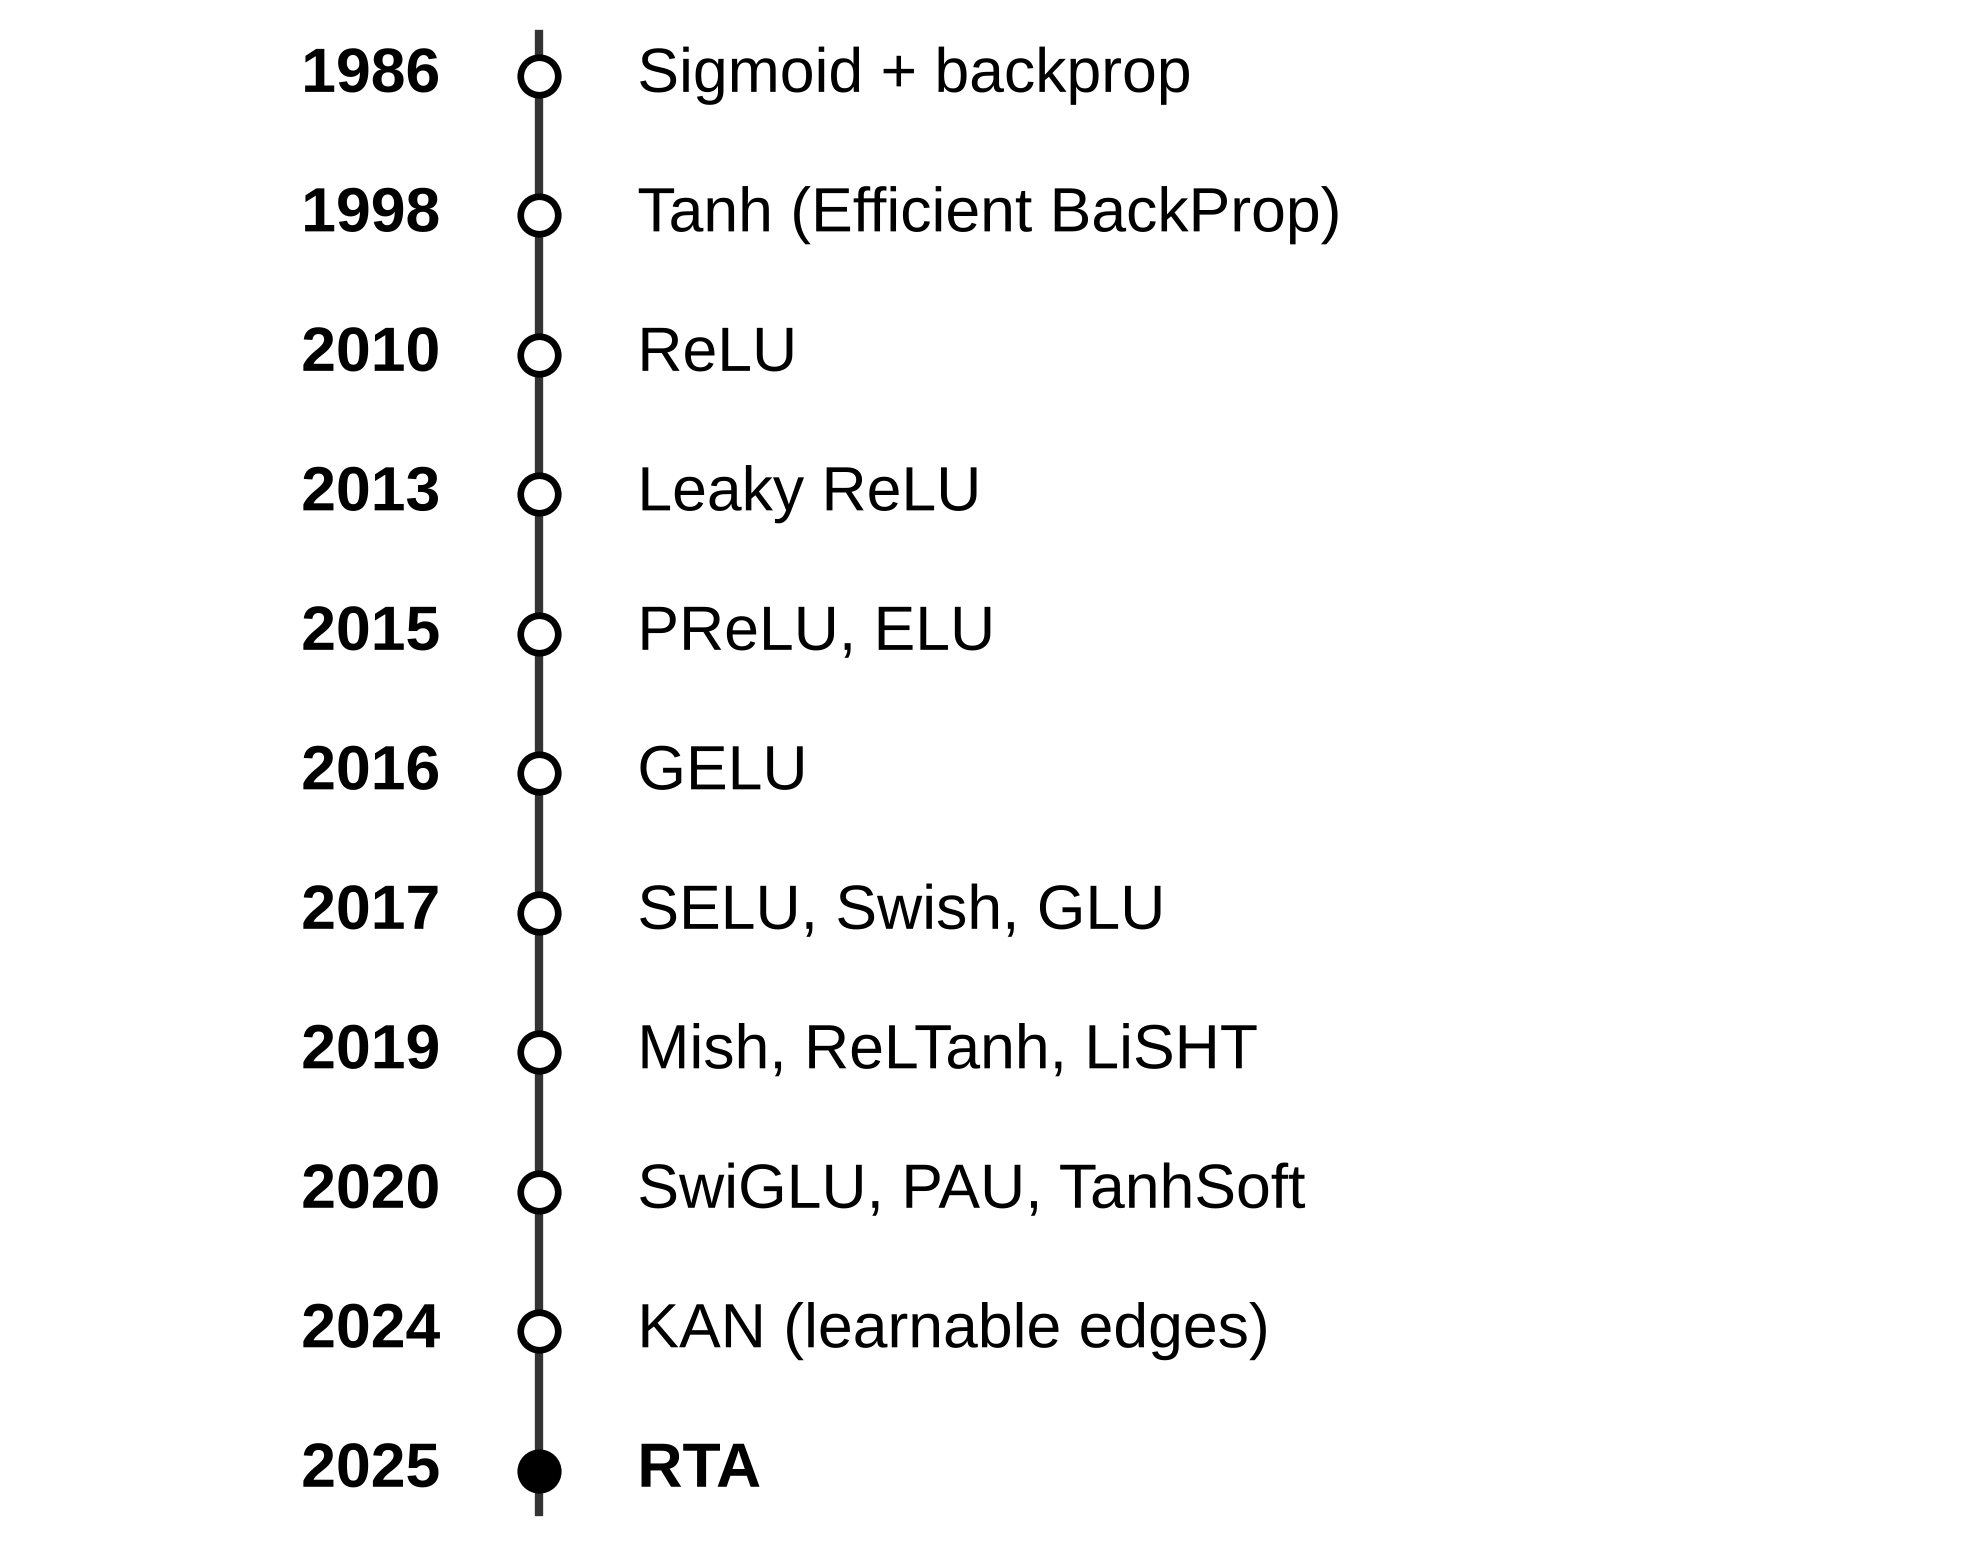 1986 Sigmoid + backprop
1998 Tanh (Efficient BackProp)
2010 ReLU
2013 Leaky ReLU
2015 PReLU, ELU
2016 GELU
2017 SELU, Swish, GLU
2019 Mish, ReLTanh, LiSHT
2020 SwiGLU, PAU, TanhSoft
2024 KAN (learnable edges)
2025 RTA